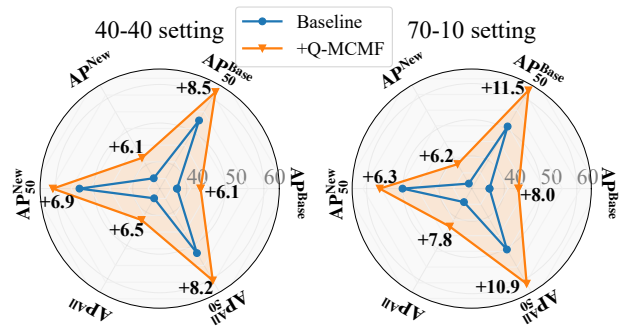 40-40 setting
Baseline
+Q-MCMF
70-10 setting
AP^New
AP^Base_50
+8.5
+6.1
AP^New_50
+6.9
40 50 60
+6.1
AP^Base
+6.5
+8.2
AP^All
AP^All_50
AP^New
AP^Base_50
+11.5
+6.2
AP^New_50
+6.3
40 50 60
+8.0
AP^Base
+7.8
+10.9
AP^All
AP^All_50